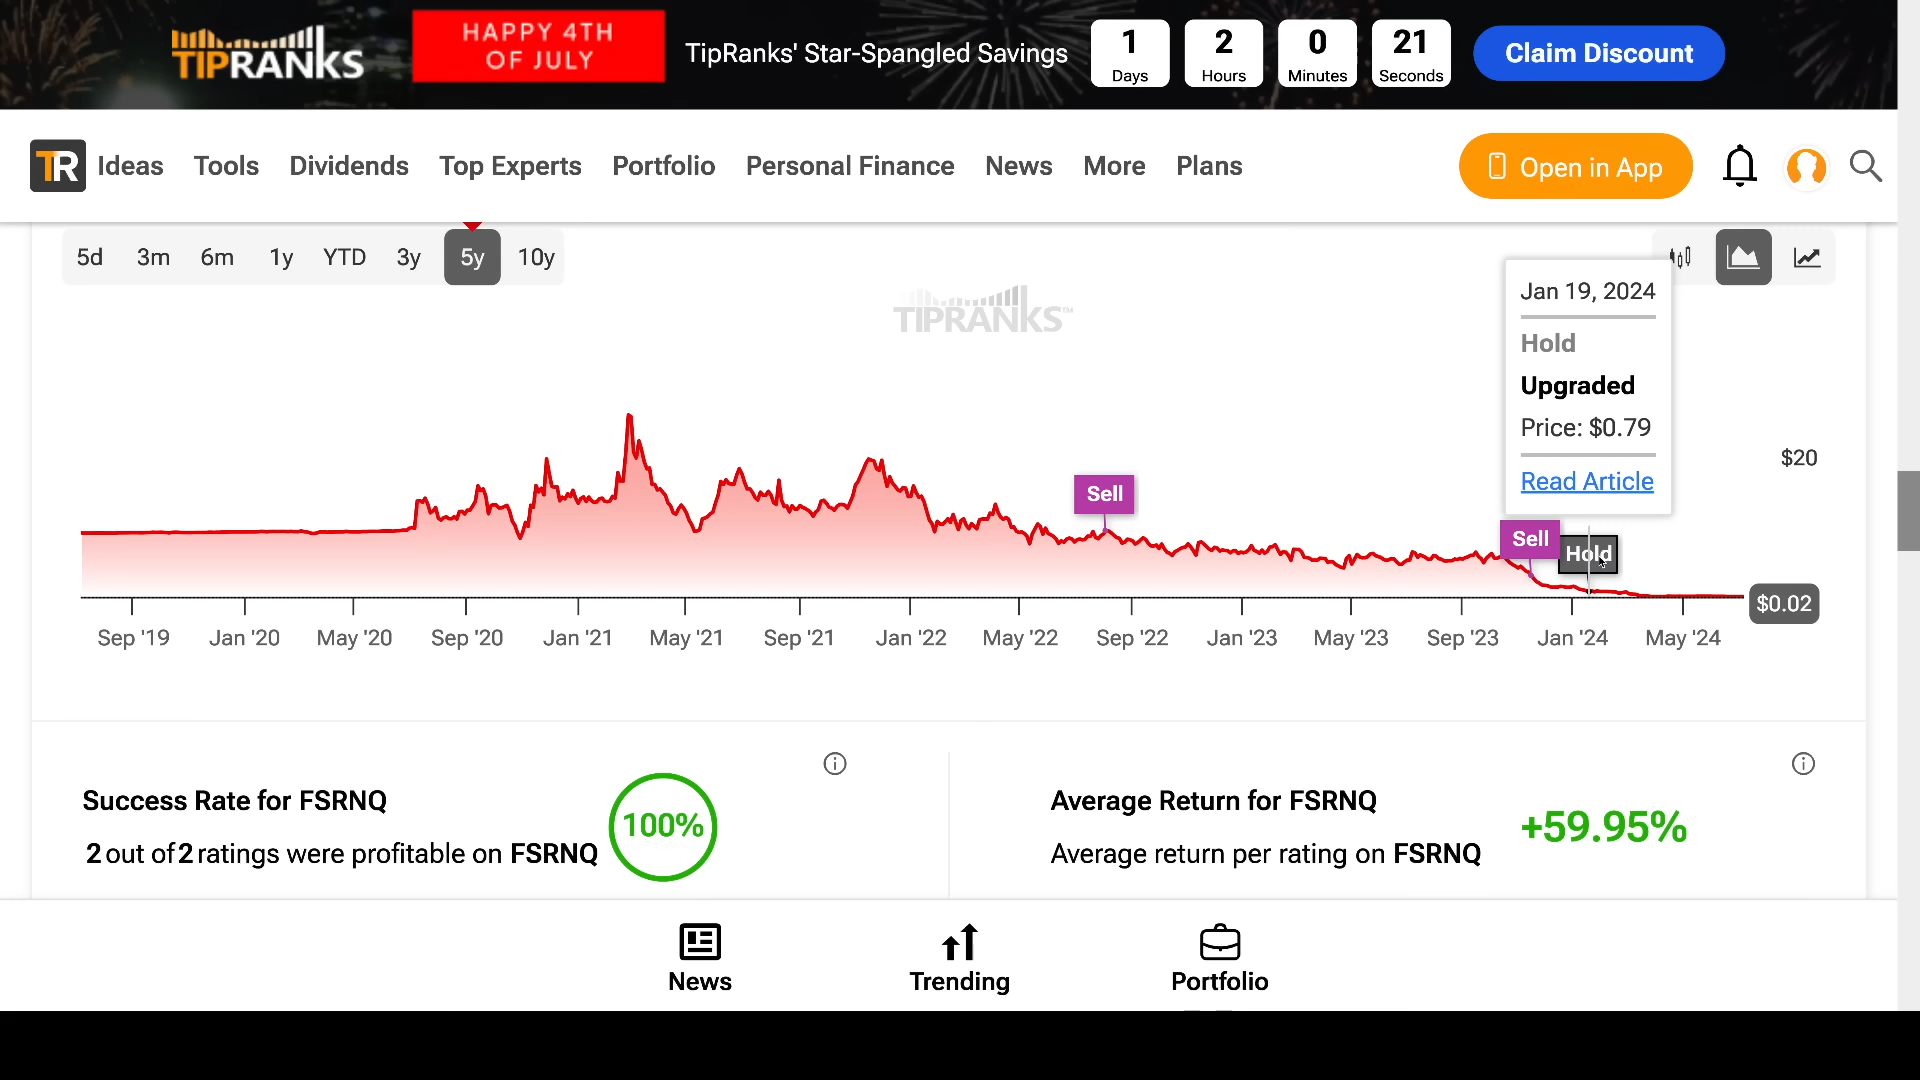 TIPRANKS
HAPPY 4TH
OF JULY
TipRanks' Star-Spangled Savings
1
Days
2
Hours
0
Minutes
21
Seconds
Claim Discount
TR
Ideas
Tools
Dividends
Top Experts
Portfolio
Personal Finance
News
More
Plans
Open in App
5d
3m
6m
1y
YTD
3y
5y
10y
TIPRANKS™
Jan 19, 2024
Hold
Upgraded
Price: $0.79
Read Article
$20
Sell
Sell
Hold
$0.02
Sep '19
Jan '20
May '20
Sep '20
Jan '21
May '21
Sep '21
Jan '22
May '22
Sep '22
Jan '23
May '23
Sep '23
Jan '24
May '24
Success Rate for FSRNQ
2 out of 2 ratings were profitable on FSRNQ
100%
Average Return for FSRNQ
Average return per rating on FSRNQ
+59.95%
News
Trending
Portfolio